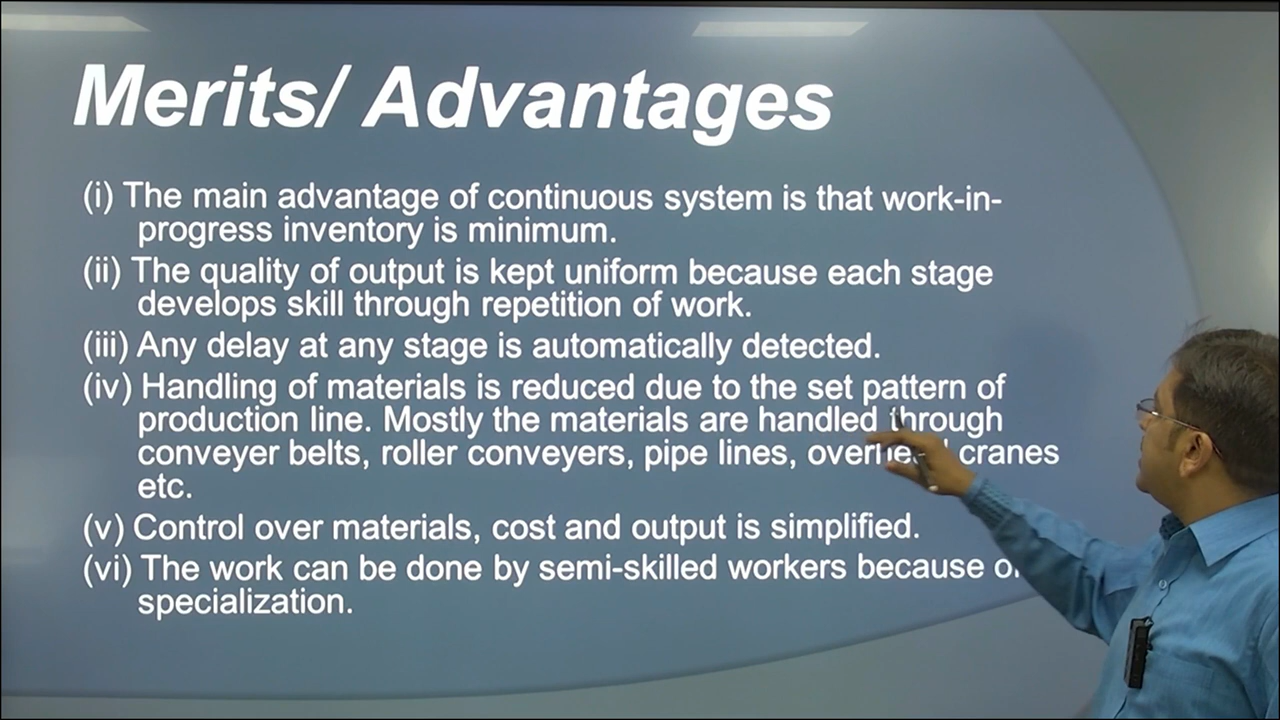 Merits/ Advantages
(i) The main advantage of continuous system is that work-in-
progress inventory is minimum.
(ii) The quality of output is kept uniform because each stage
develops skill through repetition of work.
(iii) Any delay at any stage is automatically detected.
(iv) Handling of materials is reduced due to the set pattern of
production line. Mostly the materials are handled through
conveyer belts, roller conveyers, pipe lines, overhead cranes
etc.
(v) Control over materials, cost and output is simplified.
(vi) The work can be done by semi-skilled workers because of
specialization.